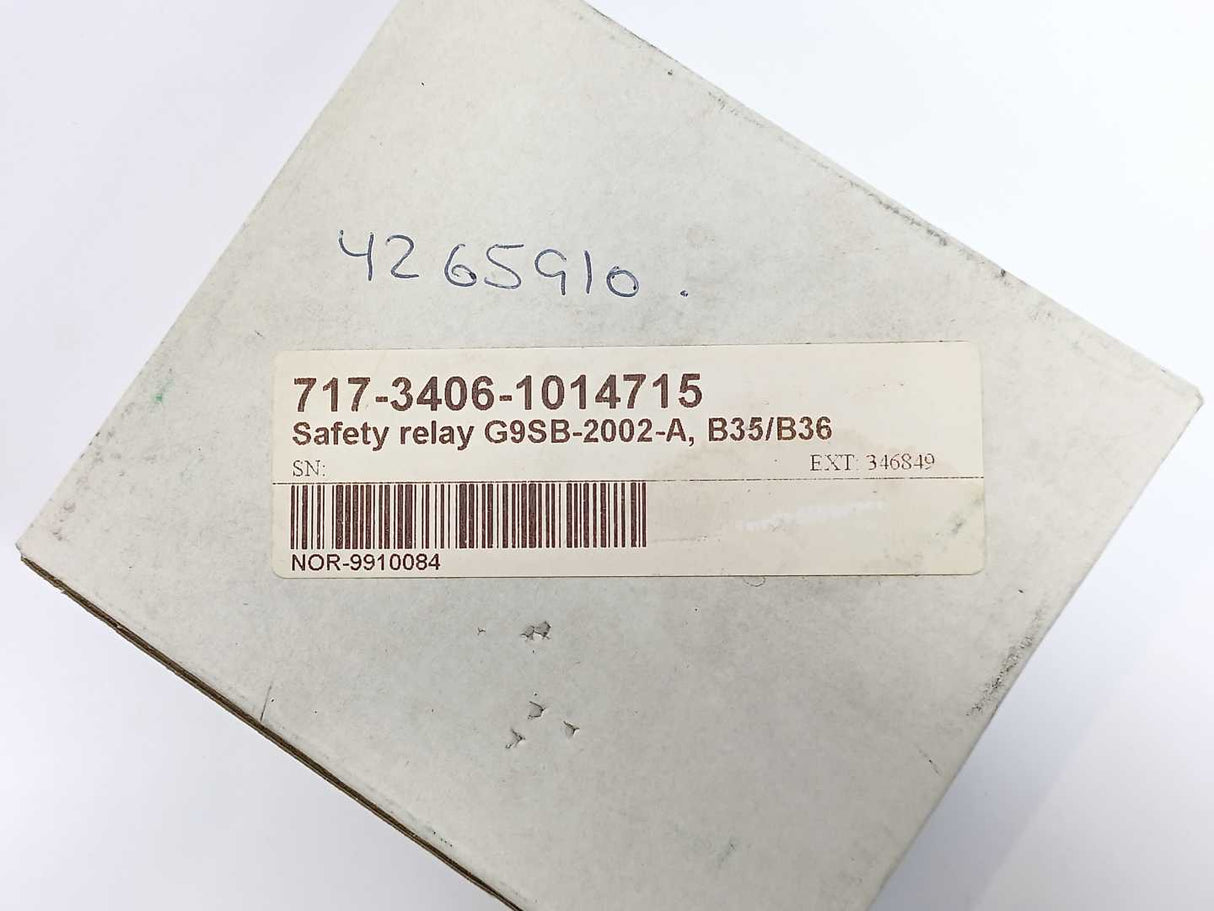 4265910.
717-3406-1014715
Safety relay G9SB-2002-A, B35/B36
SN: EXT: 346849
NOR-9910084